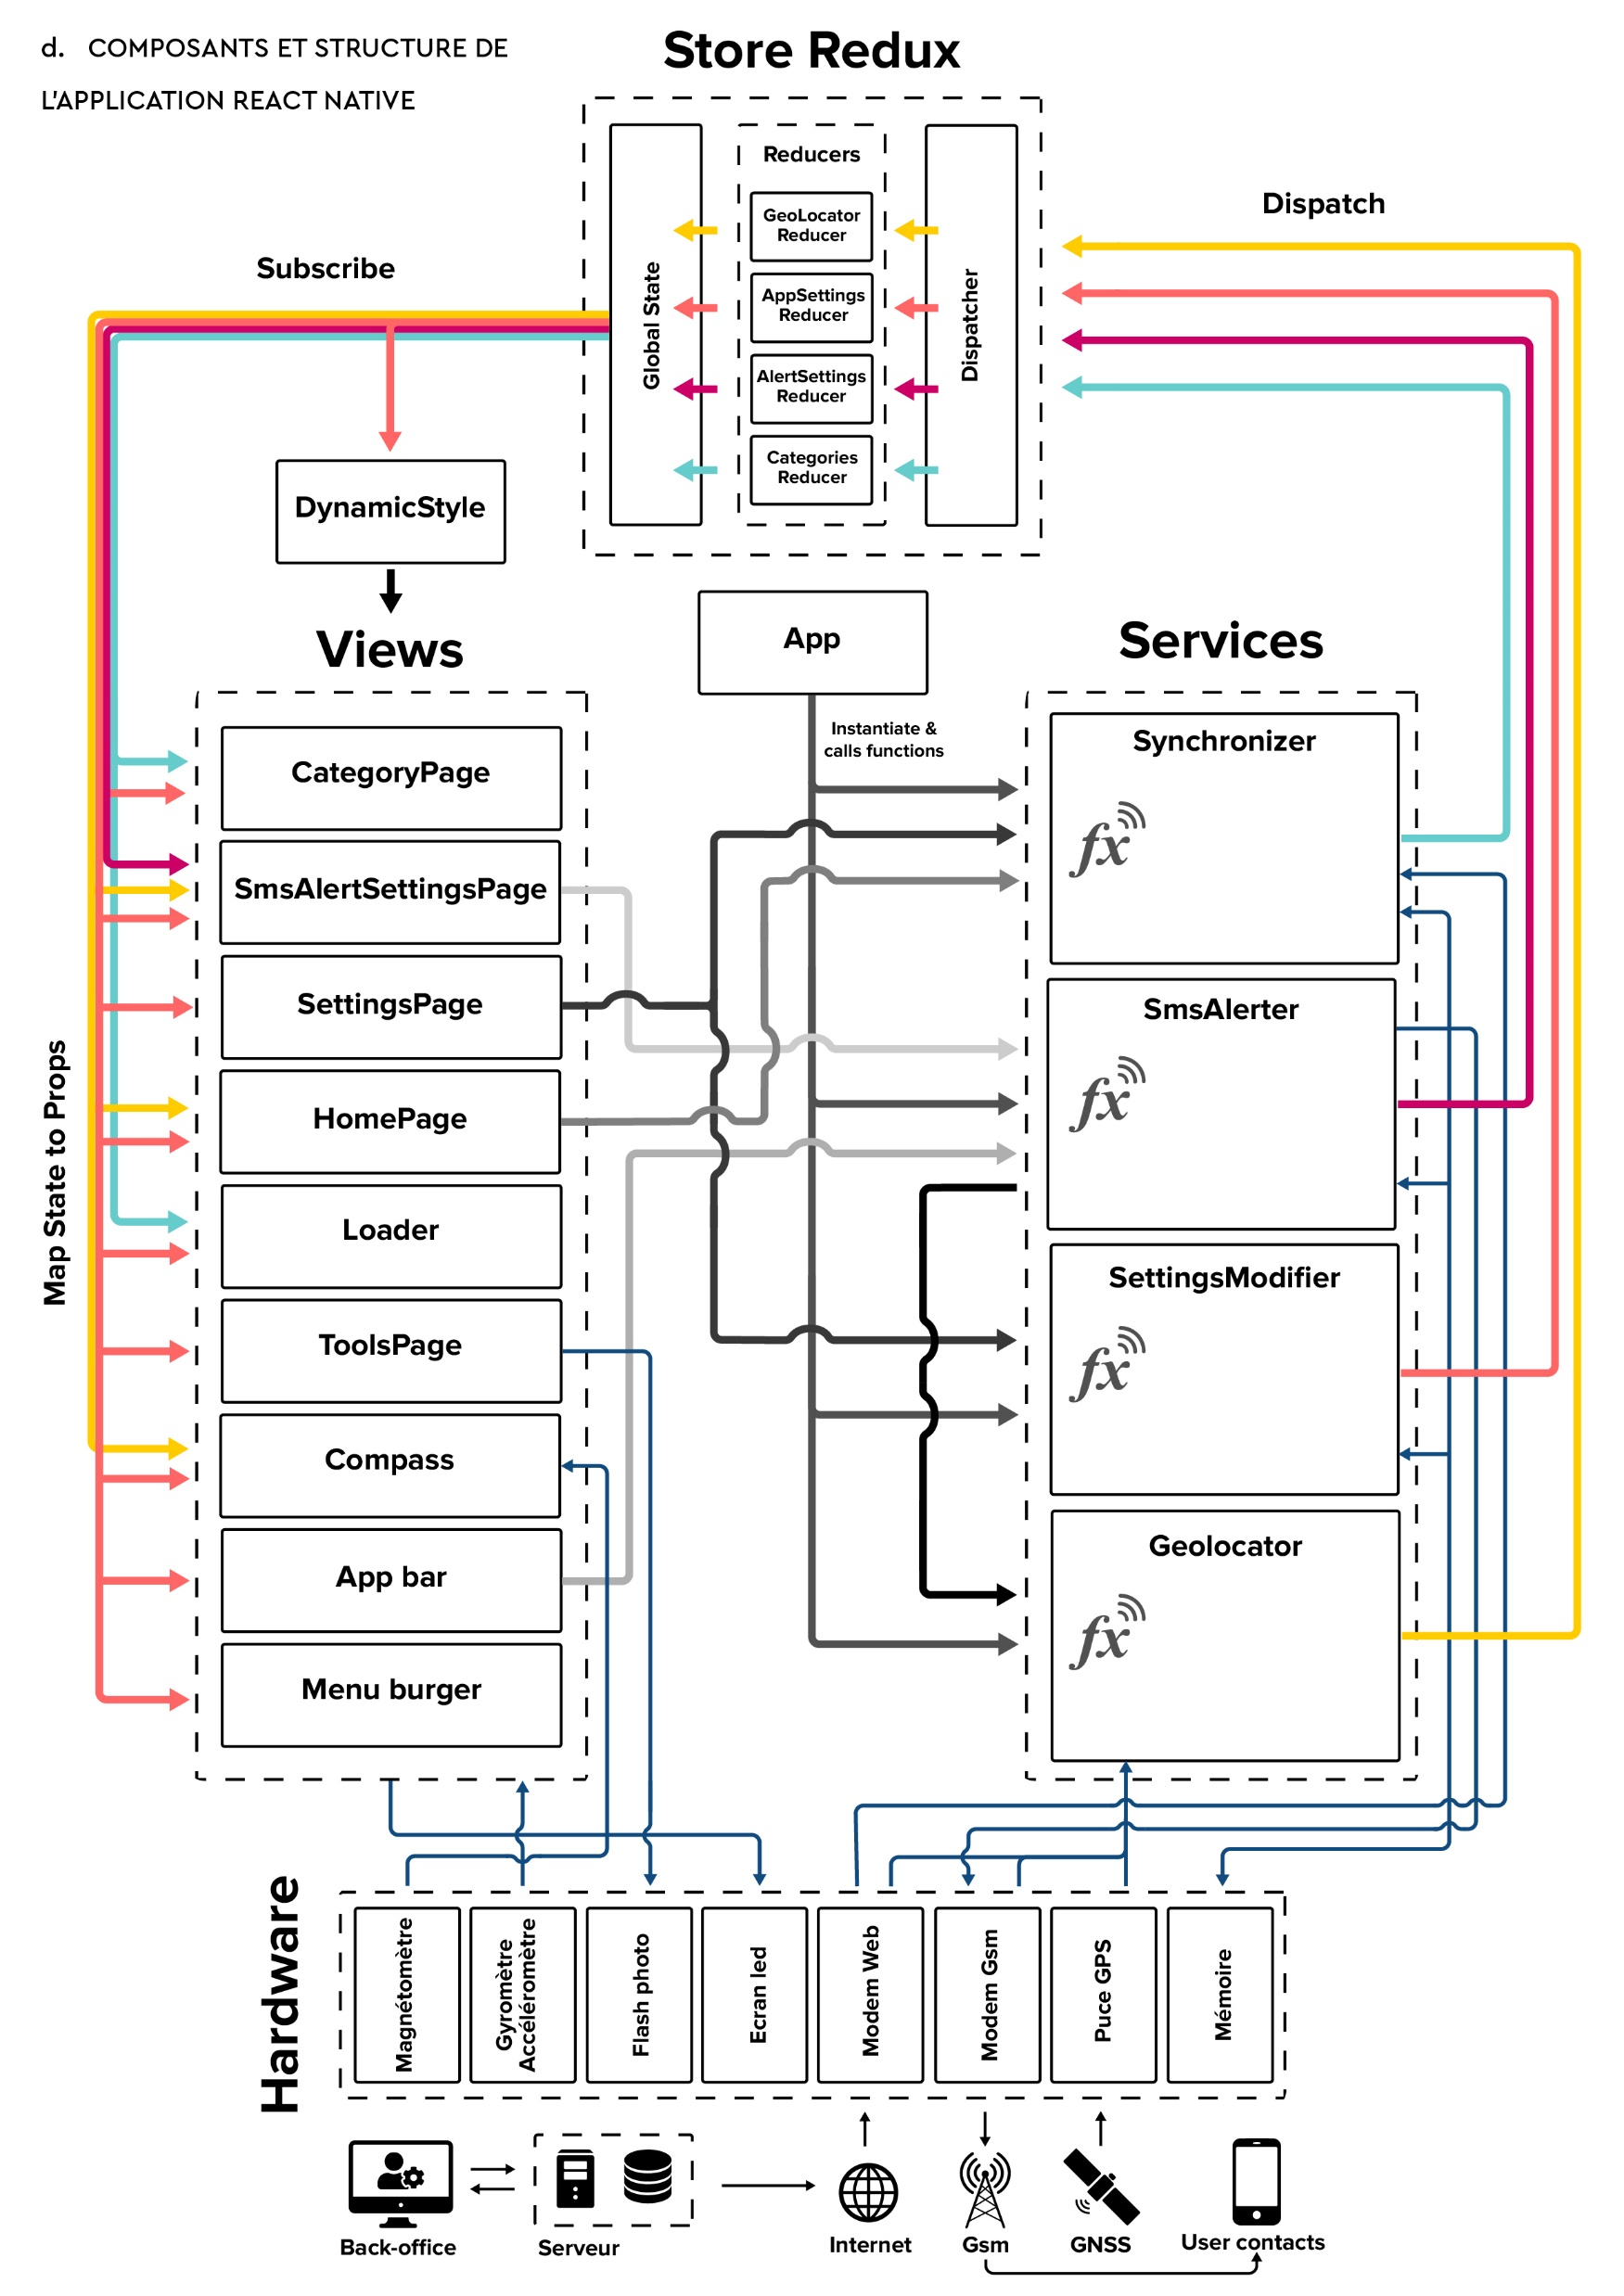 d. COMPOSANTS ET STRUCTURE DE
L'APPLICATION REACT NATIVE
Store Redux
Reducers
GeoLocator
Reducer
AppSettings
Reducer
AlertSettings
Reducer
Categories
Reducer
Global State
Dispatcher
Dispatch
Subscribe
DynamicStyle
Views
App
Services
Instantiate &
calls functions
CategoryPage
SmsAlertSettingsPage
SettingsPage
HomePage
Loader
ToolsPage
Compass
App bar
Menu burger
Map State to Props
Synchronizer
fx
SmsAlerter
fx
SettingsModifier
fx
Geolocator
fx
Hardware
Magnétomètre
Gyromètre
Accéléromètre
Flash photo
Ecran led
Modem Web
Modem Gsm
Puce GPS
Mémoire
Back-office
Serveur
Internet
Gsm
GNSS
User contacts